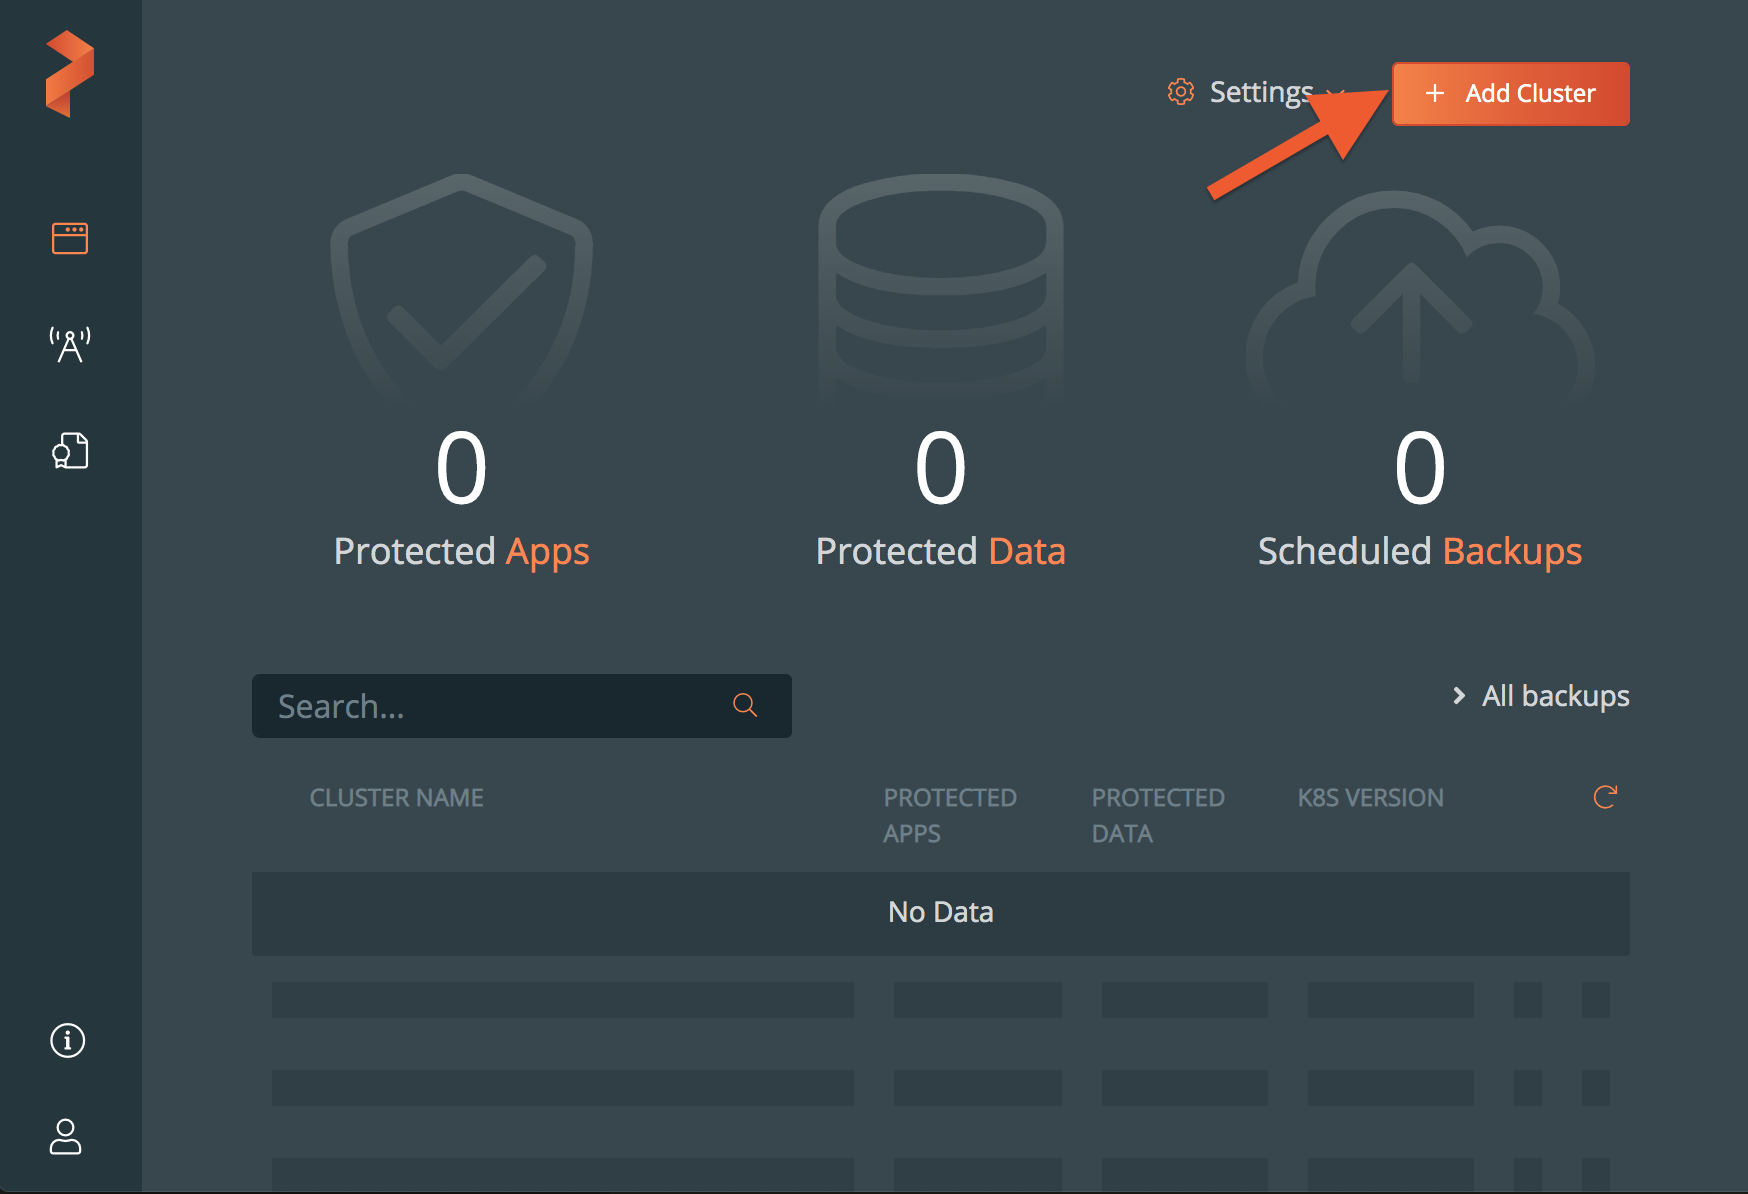 Settings
+ Add Cluster
0
Protected Apps
0
Protected Data
0
Scheduled Backups
Search...
All backups
CLUSTER NAME
PROTECTED APPS
PROTECTED DATA
K8S VERSION
No Data